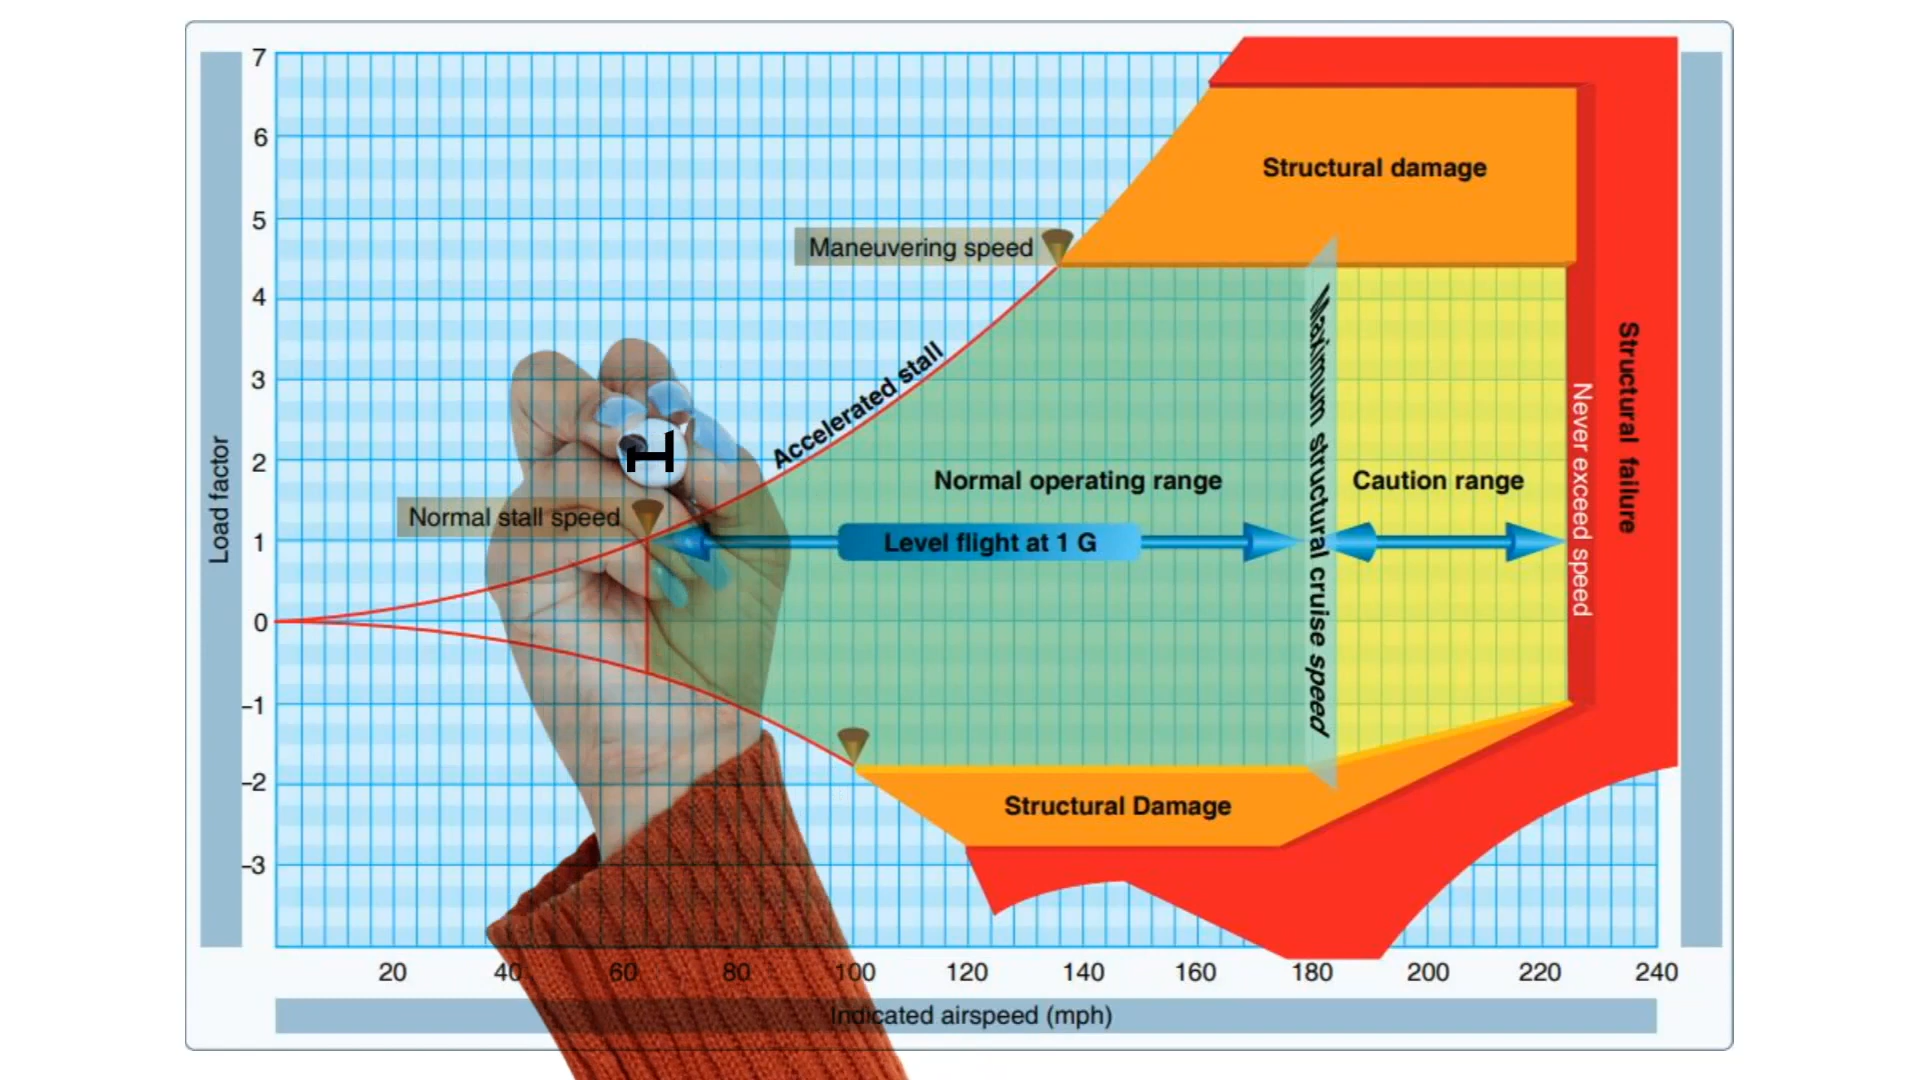 7
6
5
4
3
2
1
0
–1
–2
–3
Load factor
Structural damage
Maneuvering speed
Accelerated stall
Normal stall speed
Normal operating range
Caution range
Level flight at 1 G
Maximum structural cruise speed
Never exceed speed
Structural failure
Structural Damage
20 40 60 80 100 120 140 160 180 200 220 240
Indicated airspeed (mph)